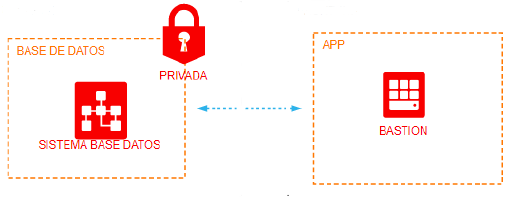 BASE DE DATOS
PRIVADA
SISTEMA BASE DATOS
APP
BASTION